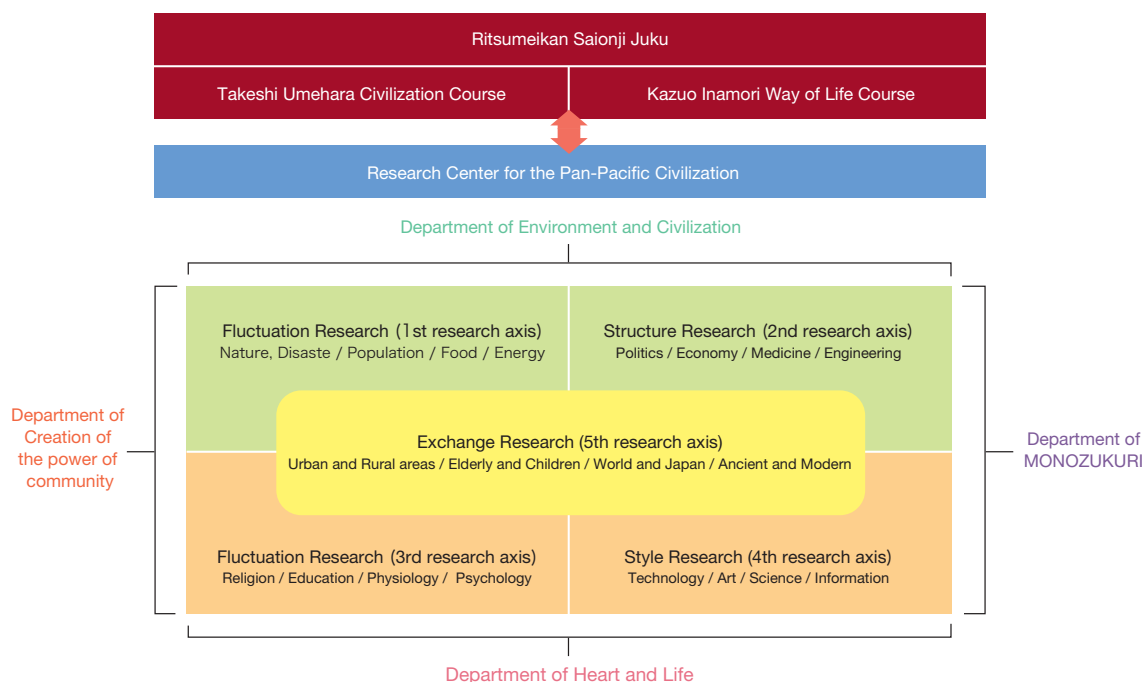 Ritsumeikan Saionji Juku
Takeshi Umehara Civilization Course
Kazuo Inamori Way of Life Course
Research Center for the Pan-Pacific Civilization
Department of Environment and Civilization
Fluctuation Research (1st research axis)
Nature, Disaste / Population / Food / Energy
Structure Research (2nd research axis)
Politics / Economy / Medicine / Engineering
Department of
Creation of
the power of
community
Exchange Research (5th research axis)
Urban and Rural areas / Elderly and Children / World and Japan / Ancient and Modern
Department of
MONOZUKURI
Fluctuation Research (3rd research axis)
Religion / Education / Physiology / Psychology
Style Research (4th research axis)
Technology / Art / Science / Information
Department of Heart and Life